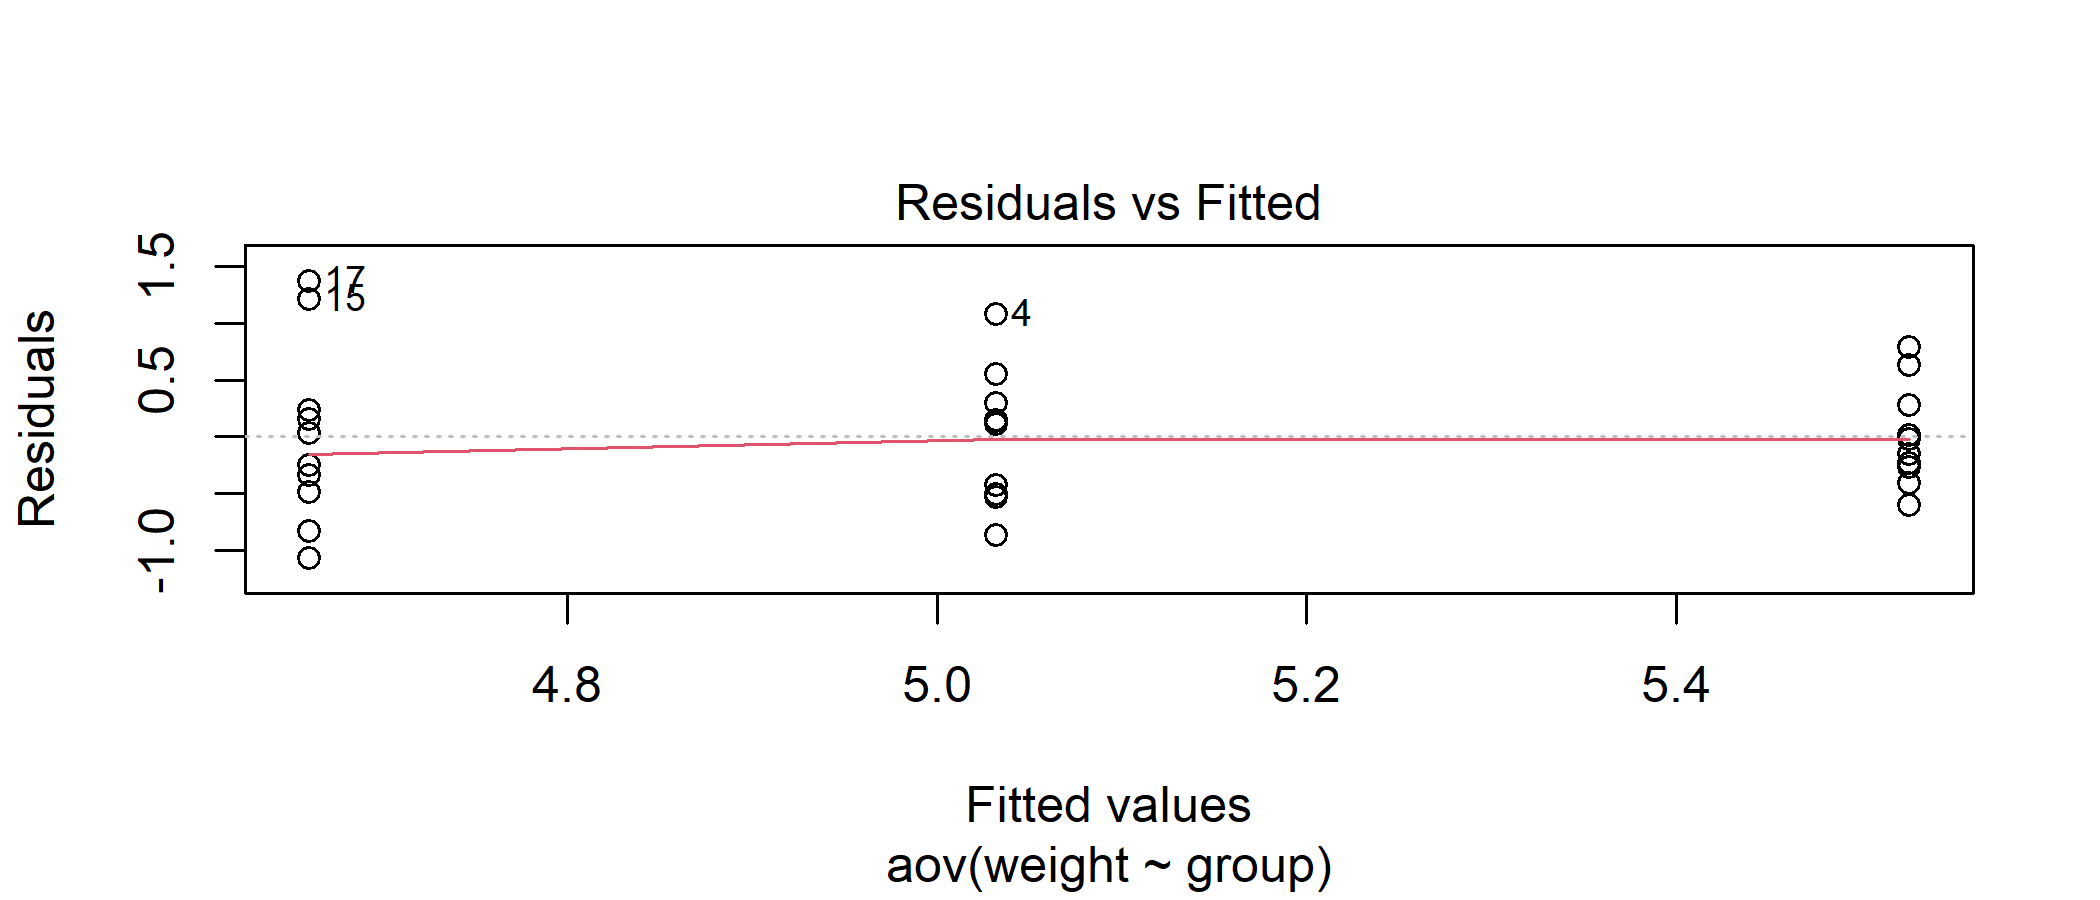 Residuals vs Fitted
Residuals
1.5
0.5
-1.0
17
15
4
4.8 5.0 5.2 5.4
Fitted values
aov(weight ~ group)